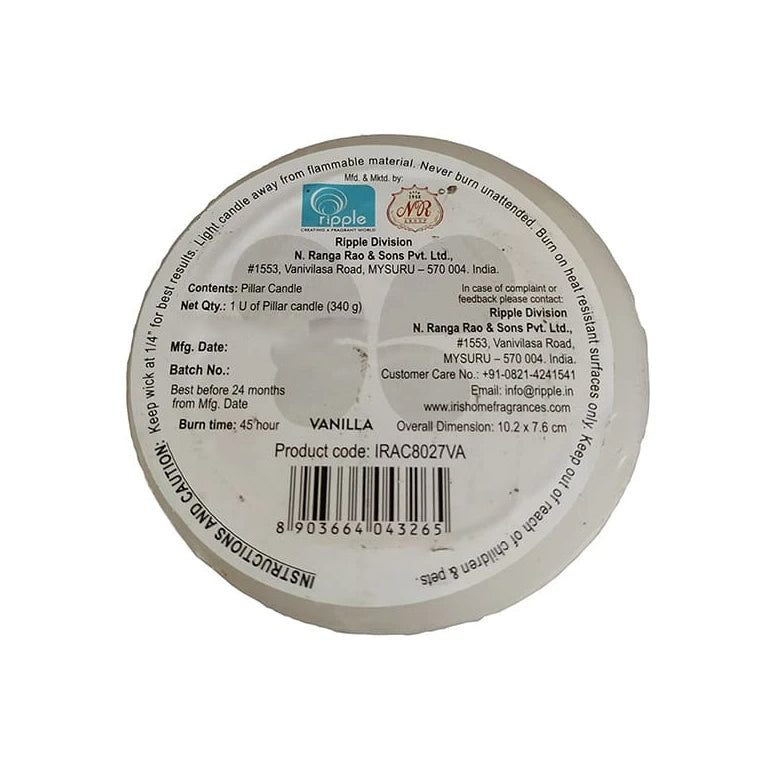 INSTRUCTIONS AND CAUTION: Keep wick at 1/4" for best results. Light candle away from flammable material. Never burn unattended. Burn on heat resistant surfaces only. Keep out of reach of children & pets.
Mfd. & Mktd. by:
ripple
CREATING A FRAGRANT WORLD
ESTD
1948
NR
GROUP
©
Ripple Division
N. Ranga Rao & Sons Pvt. Ltd.,
#1553, Vanivilasa Road, MYSURU – 570 004. India.
Contents: Pillar Candle
Net Qty.: 1 U of Pillar candle (340 g)
Mfg. Date:
Batch No.:
Best before 24 months
from Mfg. Date
Burn time: 45 hour
In case of complaint or
feedback please contact:
Ripple Division
N. Ranga Rao & Sons Pvt. Ltd.,
#1553, Vanivilasa Road,
MYSURU – 570 004. India.
Customer Care No.: +91-0821-4241541
Email: info@ripple.in
www.irishomefragrances.com
VANILLA
Overall Dimension: 10.2 x 7.6 cm
Product code: IRAC8027VA
8 903664 043265